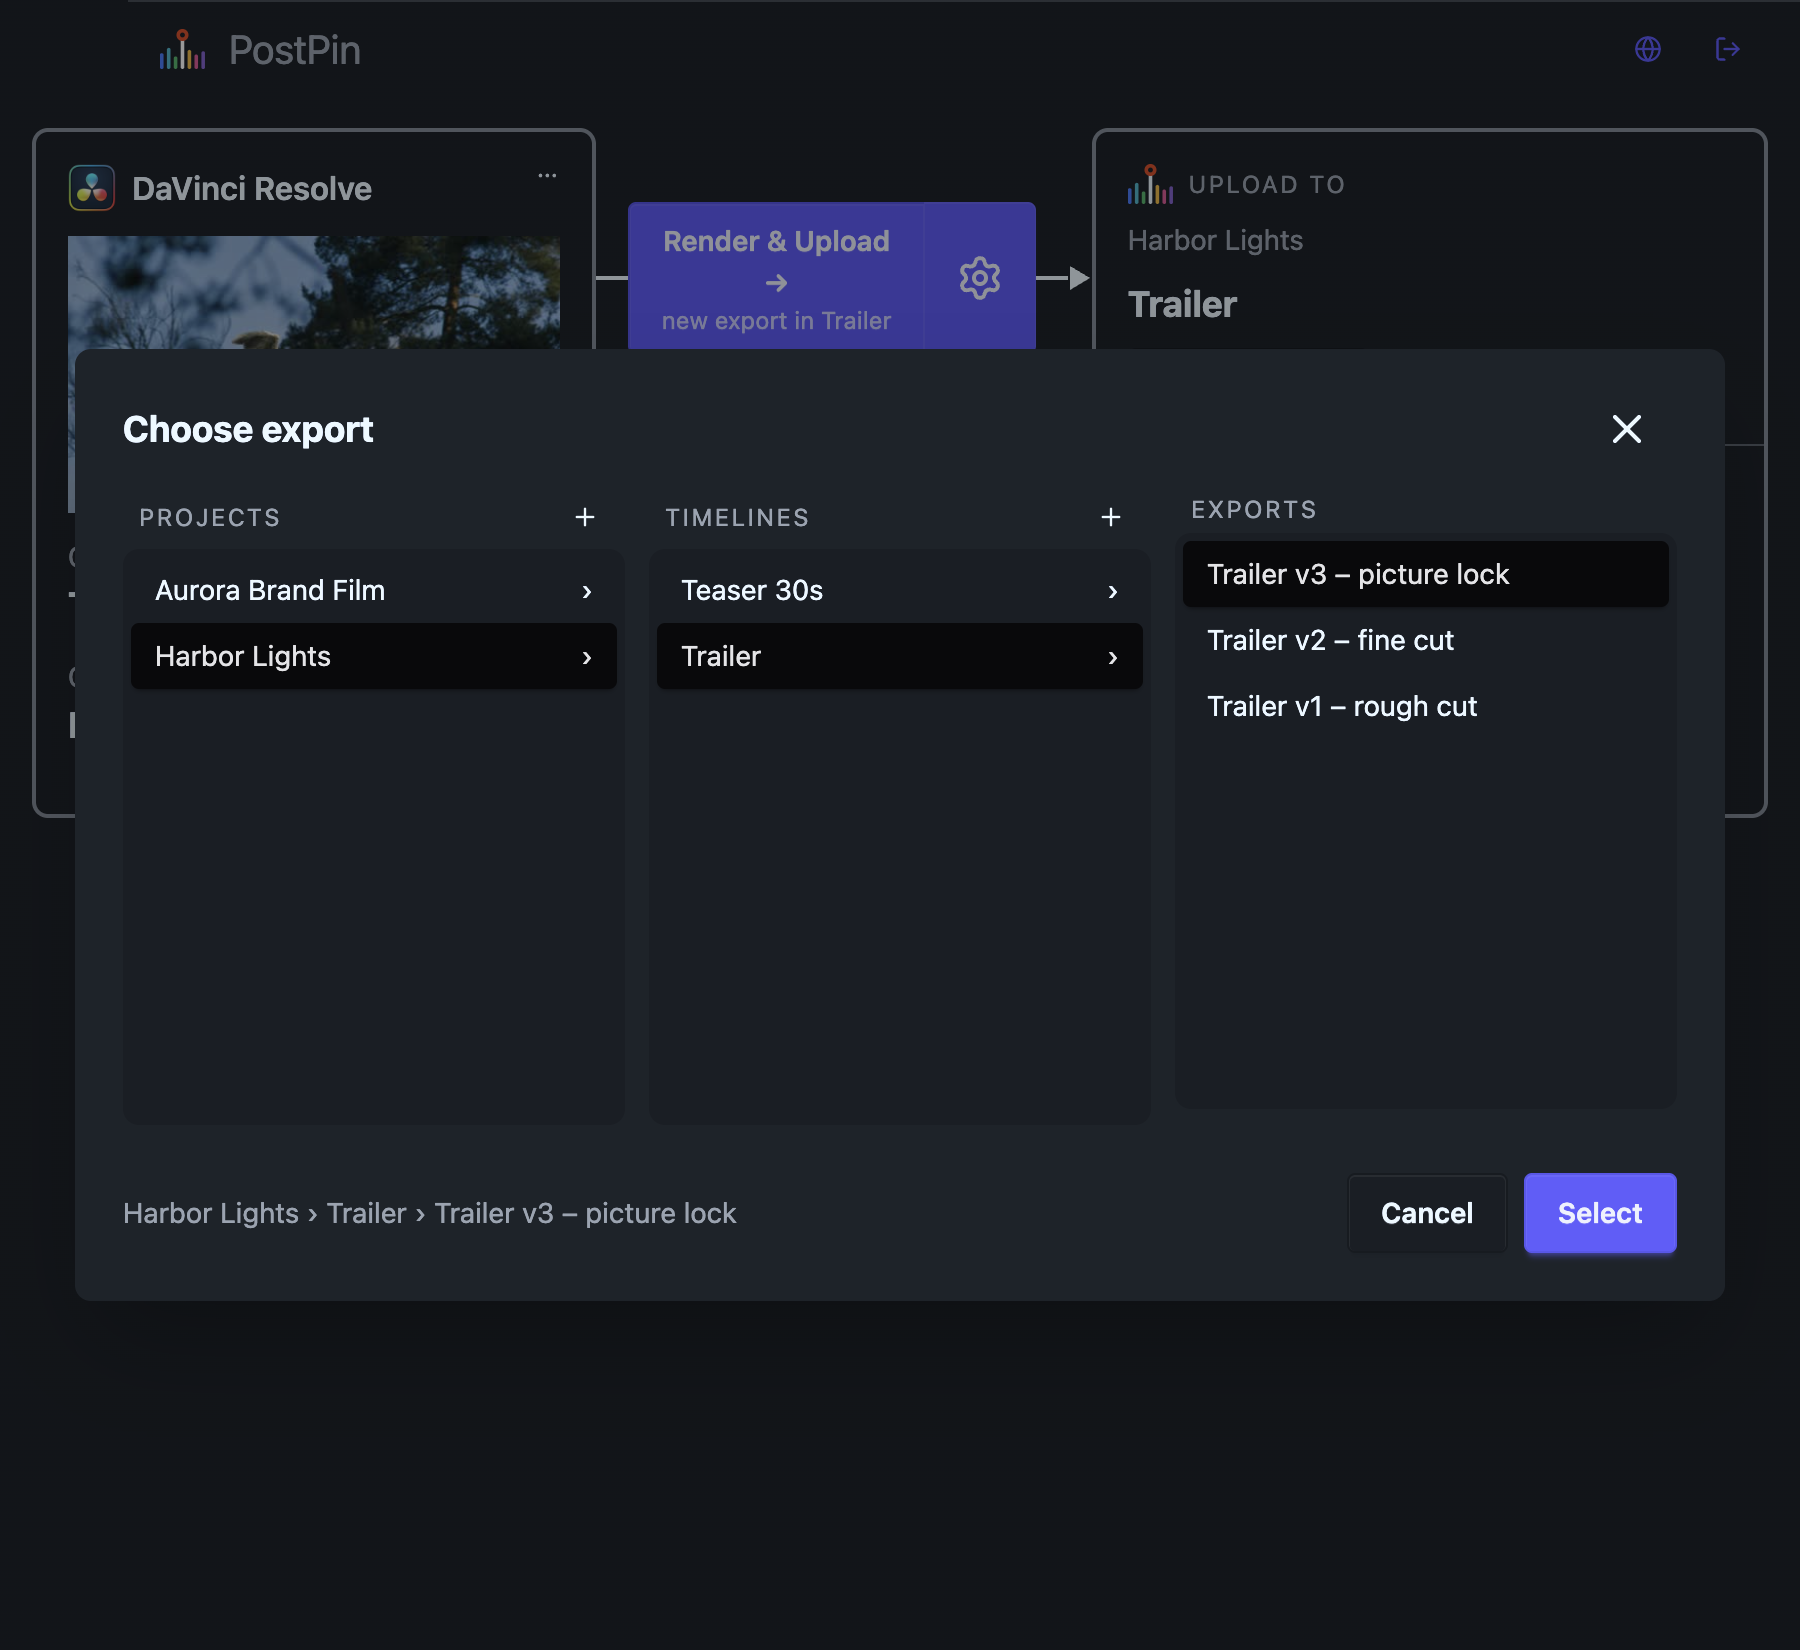 PostPin
DaVinci Resolve
...
Render & Upload
→
new export in Trailer
UPLOAD TO
Harbor Lights
Trailer
Choose export
PROJECTS +
Aurora Brand Film ›
Harbor Lights ›
TIMELINES +
Teaser 30s ›
Trailer ›
EXPORTS
Trailer v3 – picture lock
Trailer v2 – fine cut
Trailer v1 – rough cut
Harbor Lights › Trailer › Trailer v3 – picture lock
Cancel
Select